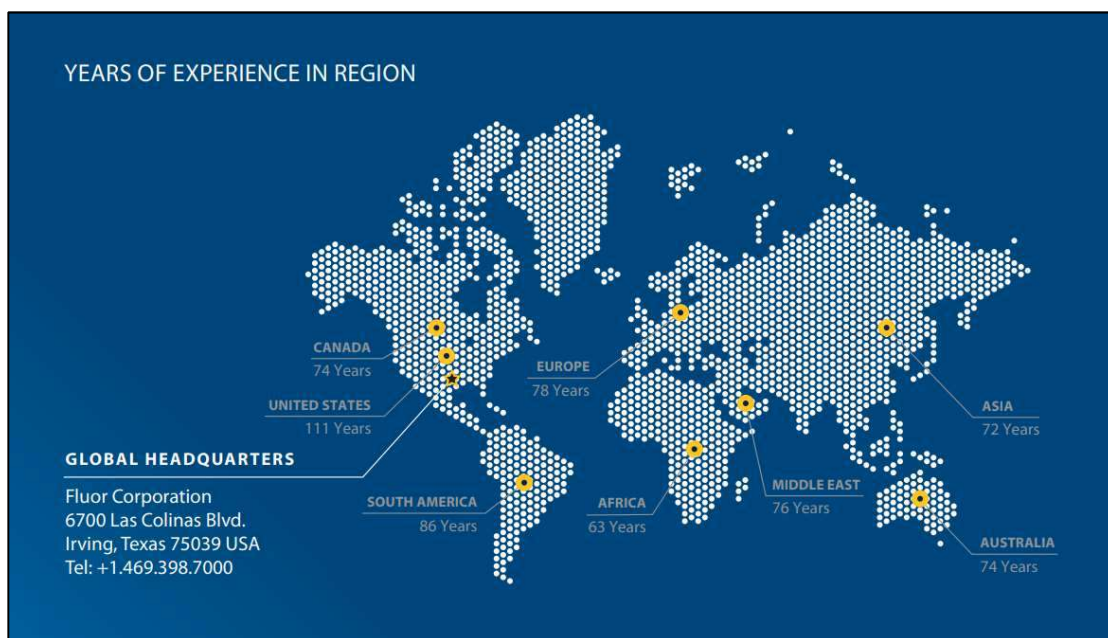 YEARS OF EXPERIENCE IN REGION
CANADA
74 Years
UNITED STATES
111 Years
GLOBAL HEADQUARTERS
Fluor Corporation
6700 Las Colinas Blvd.
Irving, Texas 75039 USA
Tel: +1.469.398.7000
SOUTH AMERICA
86 Years
EUROPE
78 Years
AFRICA
63 Years
MIDDLE EAST
76 Years
ASIA
72 Years
AUSTRALIA
74 Years